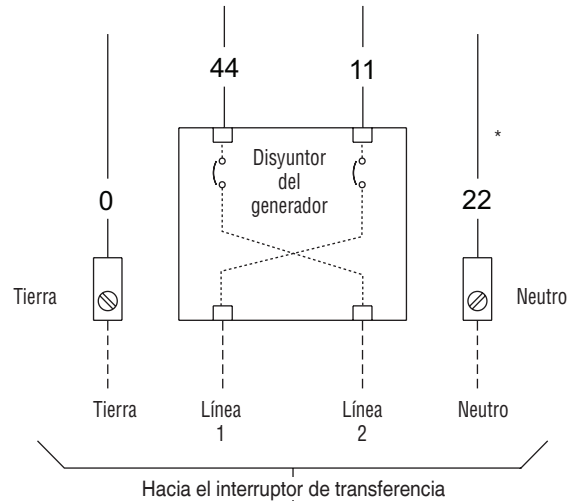 44
11
*
Disyuntor
del
generador
0
22
Tierra
Neutro
Tierra
Línea
1
Línea
2
Neutro
Hacia el interruptor de transferencia